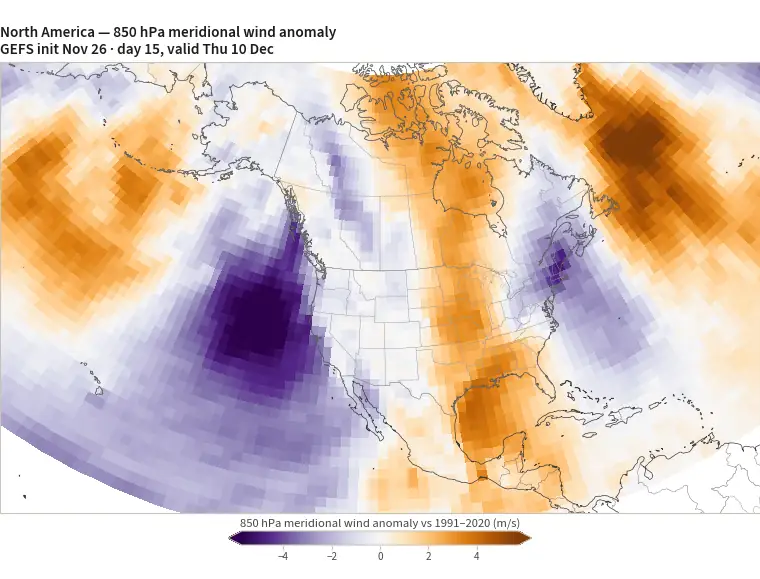 North America — 850 hPa meridional wind anomaly
GEFS init Nov 26 · day 15, valid Thu 10 Dec
850 hPa meridional wind anomaly vs 1991–2020 (m/s)
−4 −2 0 2 4